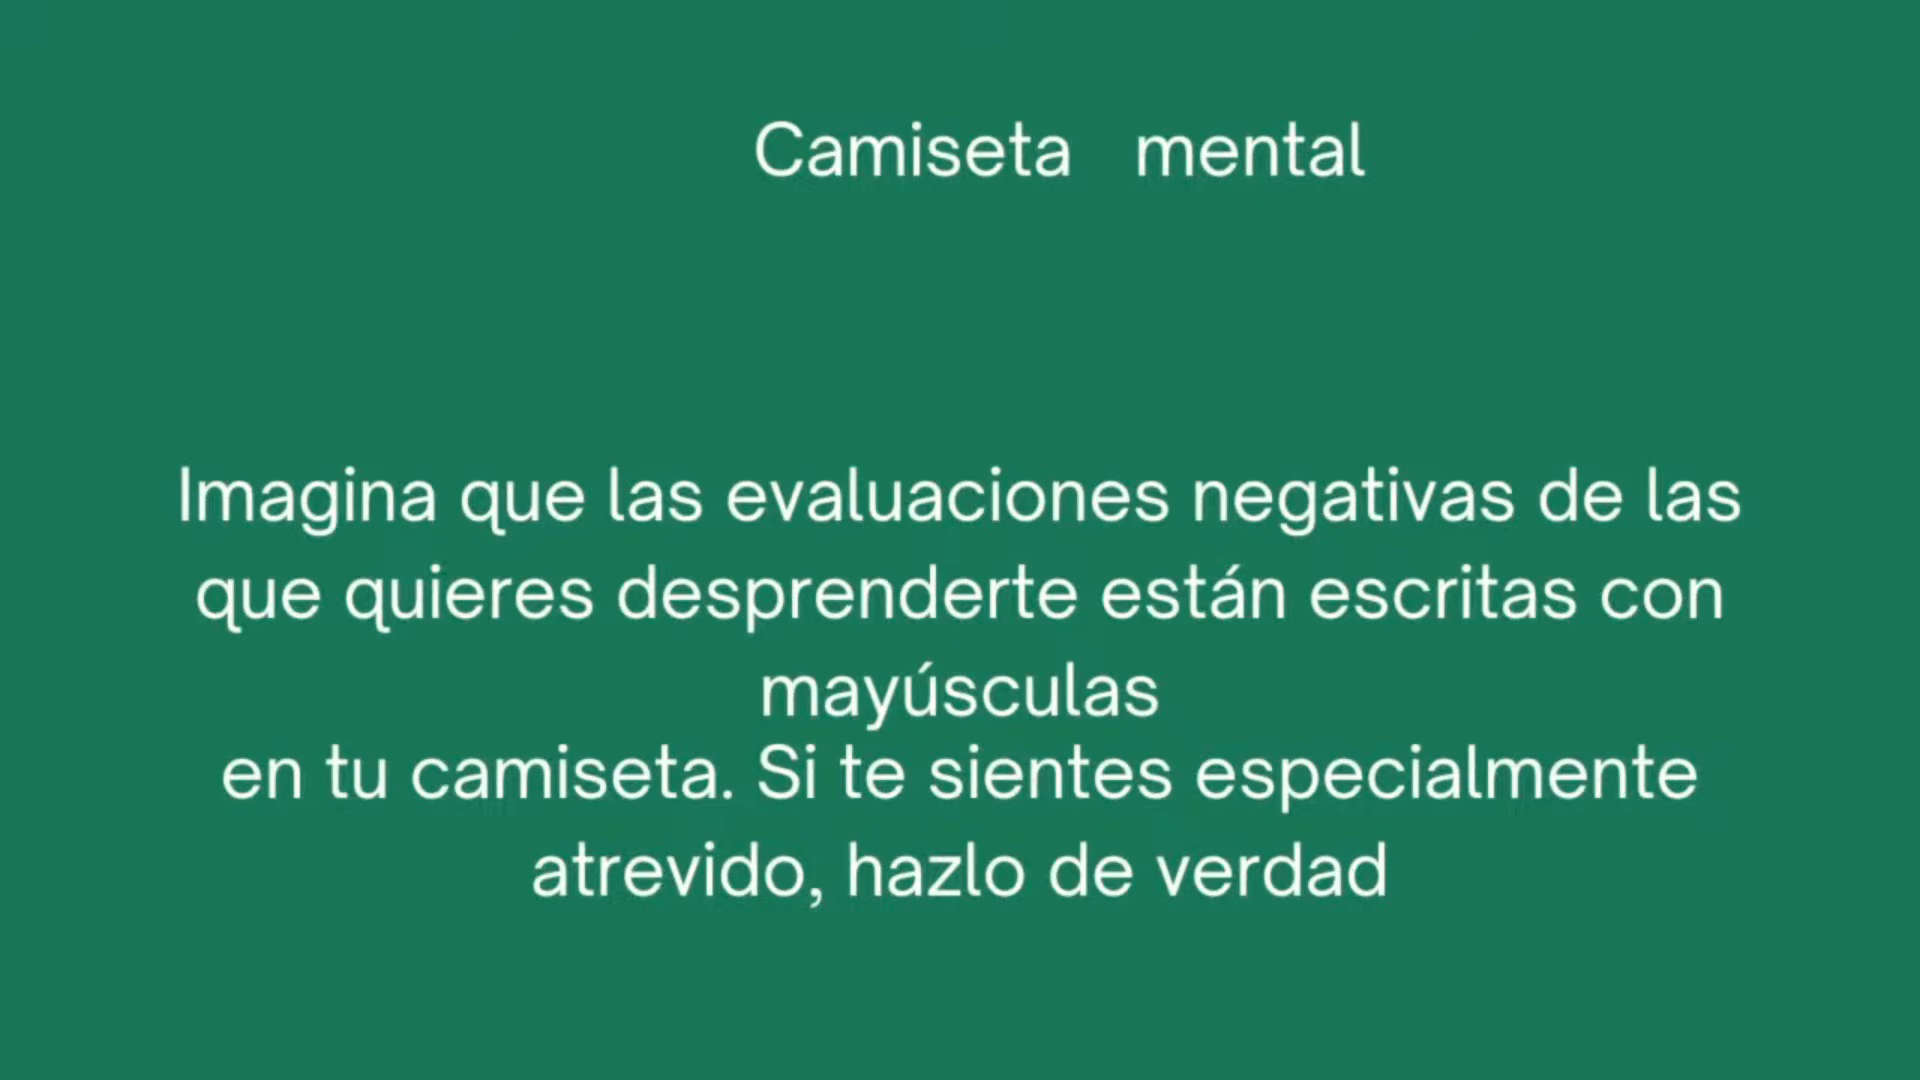 Camiseta mental
Imagina que las evaluaciones negativas de las
que quieres desprenderte están escritas con
mayúsculas
en tu camiseta. Si te sientes especialmente
atrevido, hazlo de verdad